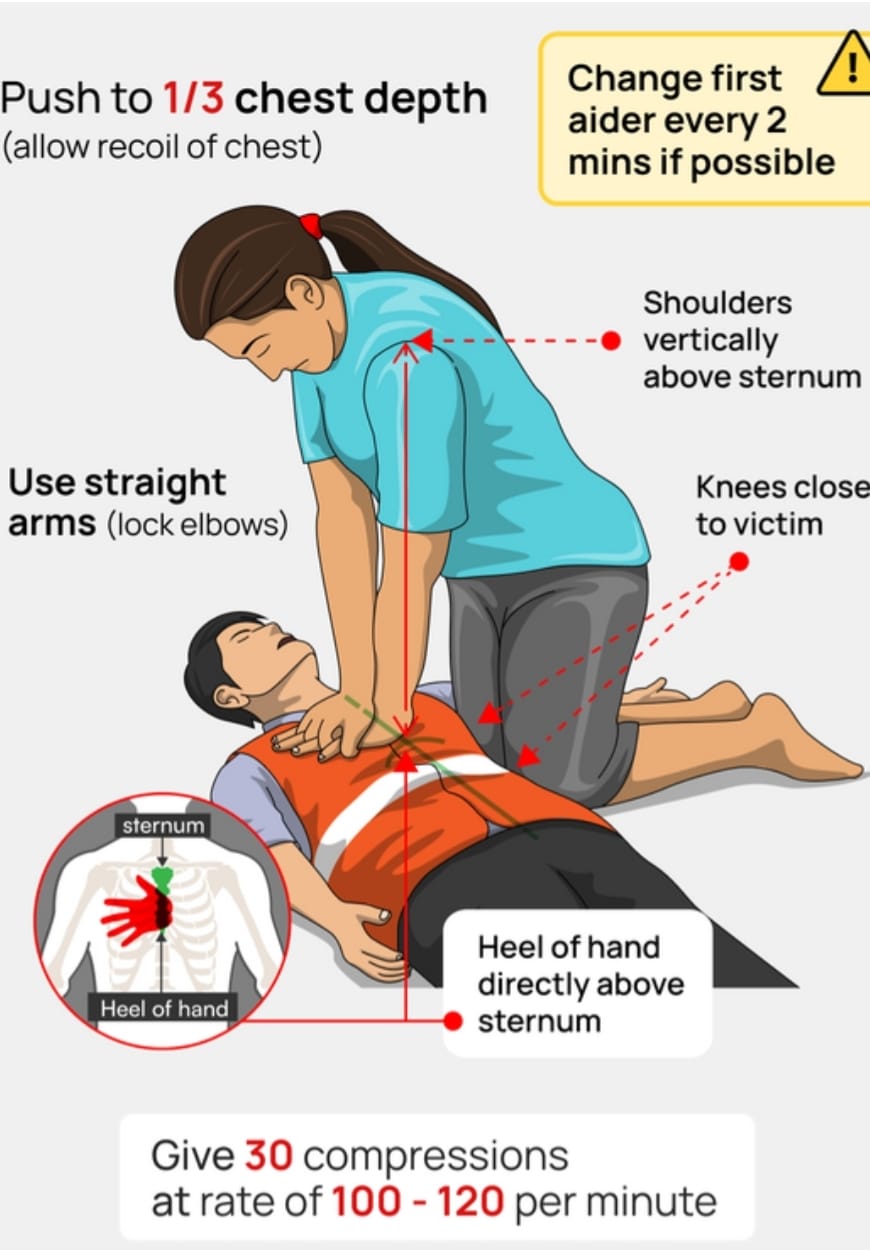 Push to 1/3 chest depth
(allow recoil of chest)
Change first
aider every 2
mins if possible
Shoulders
vertically
above sternum
Use straight
arms (lock elbows)
Knees close
to victim
sternum
Heel of hand
Heel of hand
directly above
sternum
Give 30 compressions
at rate of 100 - 120 per minute